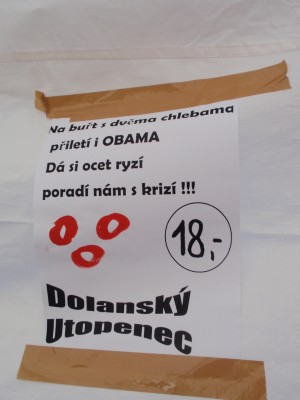 Na buřt s dvěma chlebama
přiletí i OBAMA
Dá si ocet ryzí
poradí nám s krizí !!!
18,-
Dolanský
Utopenec